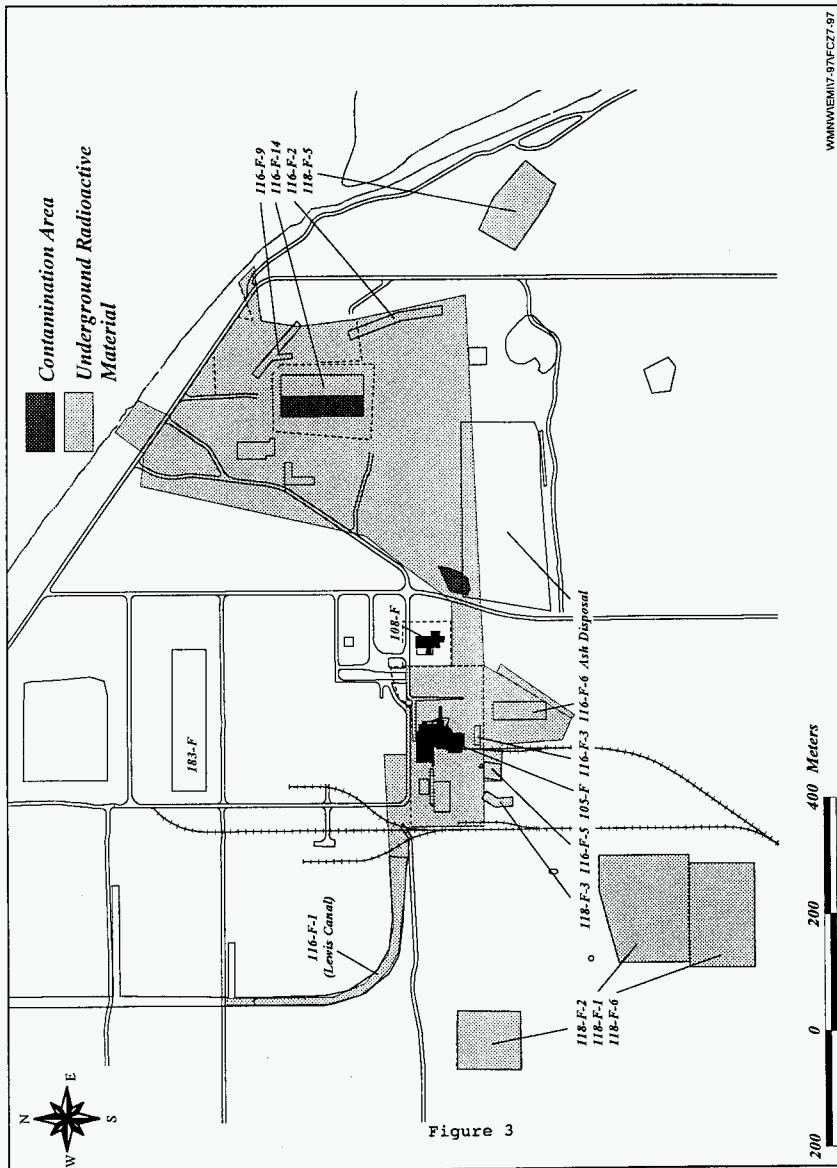 Contamination Area
Underground Radioactive
Material
116-F-9
116-F-14
116-F-2
118-F-5
183-F
108-F
116-F-1
(Lewis Canal)
118-F-3
116-F-5
105-F
116-F-3
116-F-6
Ash Disposal
118-F-2
118-F-1
118-F-6
N
E
S
W
200
0
200
400
Meters
Figure 3
WMNW\EMI\7-97\FCZ7-97